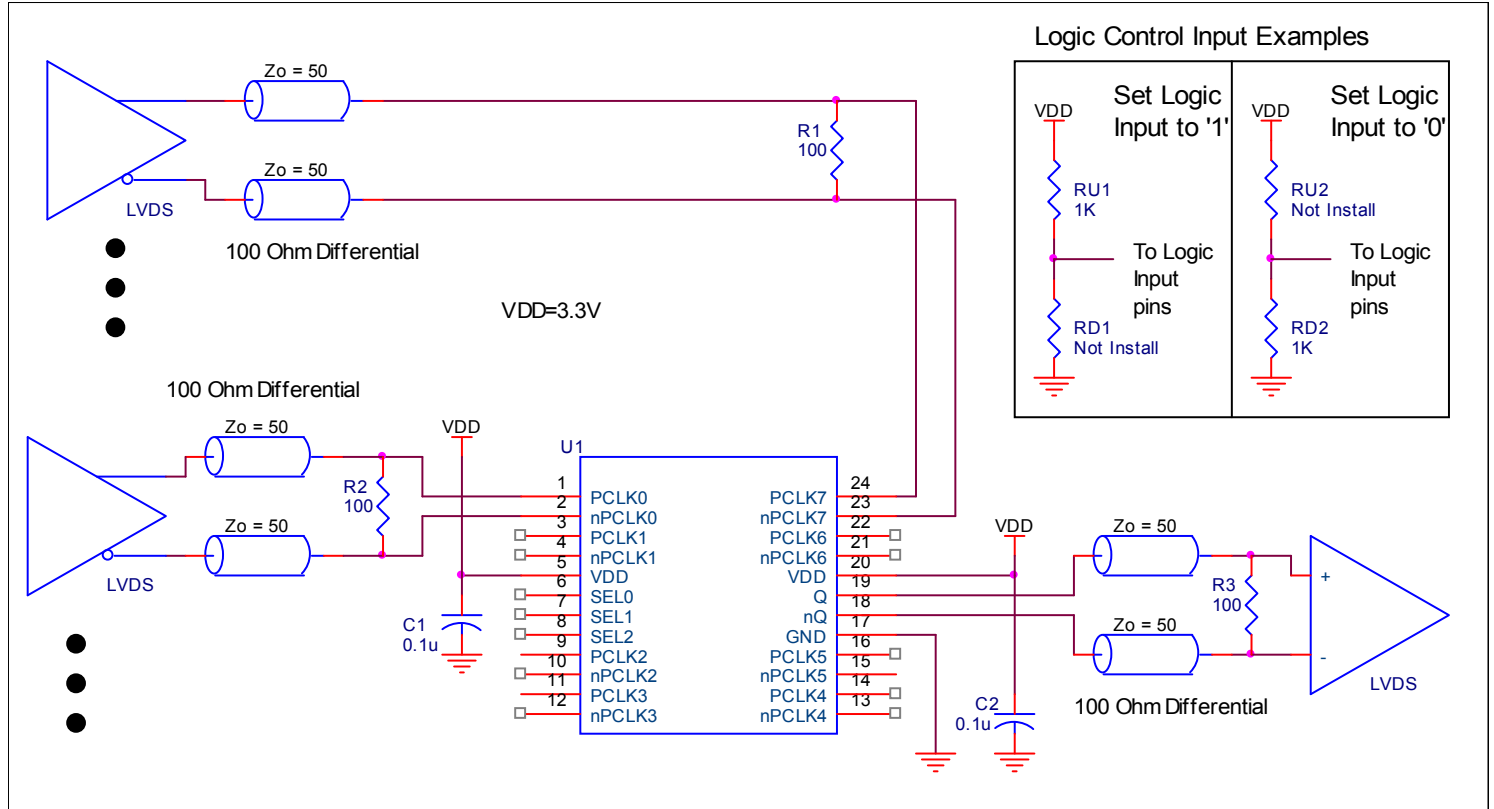 Logic Control Input Examples
Zo = 50
Zo = 50
LVDS
100 Ohm Differential
R1
100
VDD
Set Logic
Input to '1'
RU1
1K
To Logic
Input
pins
RD1
Not Install
VDD
Set Logic
Input to '0'
RU2
Not Install
To Logic
Input
pins
RD2
1K
VDD=3.3V
100 Ohm Differential
Zo = 50
Zo = 50
LVDS
R2
100
VDD
C1
0.1u
U1
1
PCLK0
2
nPCLK0
3
PCLK1
4
nPCLK1
5
VDD
6
SEL0
7
SEL1
8
SEL2
9
PCLK2
10
nPCLK2
11
PCLK3
12
nPCLK3
24
PCLK7
23
nPCLK7
22
PCLK6
21
nPCLK6
20
VDD
19
Q
18
nQ
17
GND
16
PCLK5
15
nPCLK5
14
PCLK4
13
nPCLK4
VDD
C2
0.1u
Zo = 50
Zo = 50
R3
100
+
-
LVDS
100 Ohm Differential